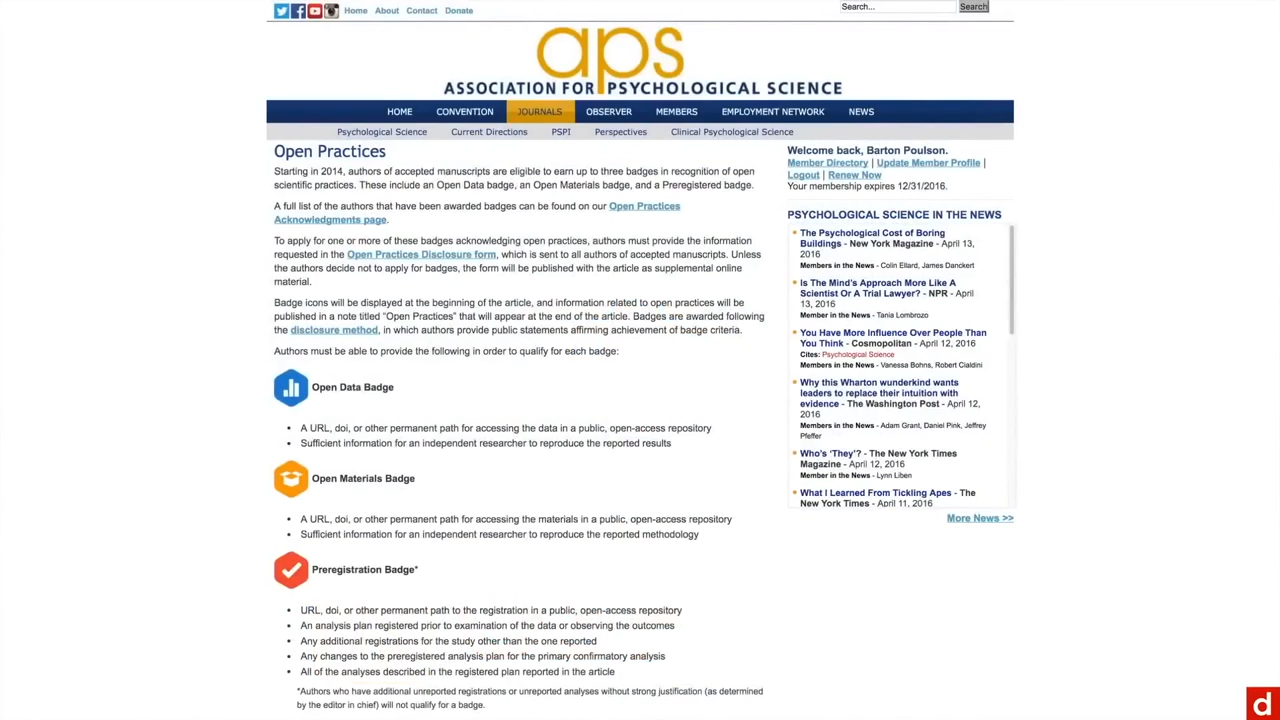 Home About Contact Donate
Search...
Search
aps
ASSOCIATION FOR PSYCHOLOGICAL SCIENCE
HOME CONVENTION JOURNALS OBSERVER MEMBERS EMPLOYMENT NETWORK NEWS
Psychological Science Current Directions PSPI Perspectives Clinical Psychological Science
Open Practices
Starting in 2014, authors of accepted manuscripts are eligible to earn up to three badges in recognition of open
scientific practices. These include an Open Data badge, an Open Materials badge, and a Preregistered badge.
A full list of the authors that have been awarded badges can be found on our Open Practices
Acknowledgments page.
To apply for one or more of these badges acknowledging open practices, authors must provide the information
requested in the Open Practices Disclosure form, which is sent to all authors of accepted manuscripts. Unless
the authors decide not to apply for badges, the form will be published with the article as supplemental online
material.
Badge icons will be displayed at the beginning of the article, and information related to open practices will be
published in a note titled “Open Practices” that will appear at the end of the article. Badges are awarded following
the disclosure method, in which authors provide public statements affirming achievement of badge criteria.
Authors must be able to provide the following in order to qualify for each badge:
Open Data Badge
• A URL, doi, or other permanent path for accessing the data in a public, open-access repository
• Sufficient information for an independent researcher to reproduce the reported results
Open Materials Badge
• A URL, doi, or other permanent path for accessing the materials in a public, open-access repository
• Sufficient information for an independent researcher to reproduce the reported methodology
Preregistration Badge*
• URL, doi, or other permanent path to the registration in a public, open-access repository
• An analysis plan registered prior to examination of the data or observing the outcomes
• Any additional registrations for the study other than the one reported
• Any changes to the preregistered analysis plan for the primary confirmatory analysis
• All of the analyses described in the registered plan reported in the article
*Authors who have additional unreported registrations or unreported analyses without strong justification (as determined
by the editor in chief) will not qualify for a badge.
Welcome back, Barton Poulson.
Member Directory | Update Member Profile |
Logout | Renew Now
Your membership expires 12/31/2016.
PSYCHOLOGICAL SCIENCE IN THE NEWS
• The Psychological Cost of Boring
Buildings - New York Magazine - April 13,
2016
Members in the News - Colin Ellard, James Danckert
• Is The Mind’s Approach More Like A
Scientist Or A Trial Lawyer? - NPR - April
13, 2016
Member in the News - Tania Lombrozo
• You Have More Influence Over People Than
You Think - Cosmopolitan - April 12, 2016
Cites: Psychological Science
Members in the News - Vanessa Bohns, Robert Cialdini
• Why this Wharton wunderkind wants
leaders to replace their intuition with
evidence - The Washington Post - April 12,
2016
Members in the News - Adam Grant, Daniel Pink, Jeffrey
Pfeffer
• Who’s ‘They’? - The New York Times
Magazine - April 12, 2016
Member in the News - Lynn Liben
• What I Learned From Tickling Apes - The
New York Times - April 11, 2016
More News >>
d